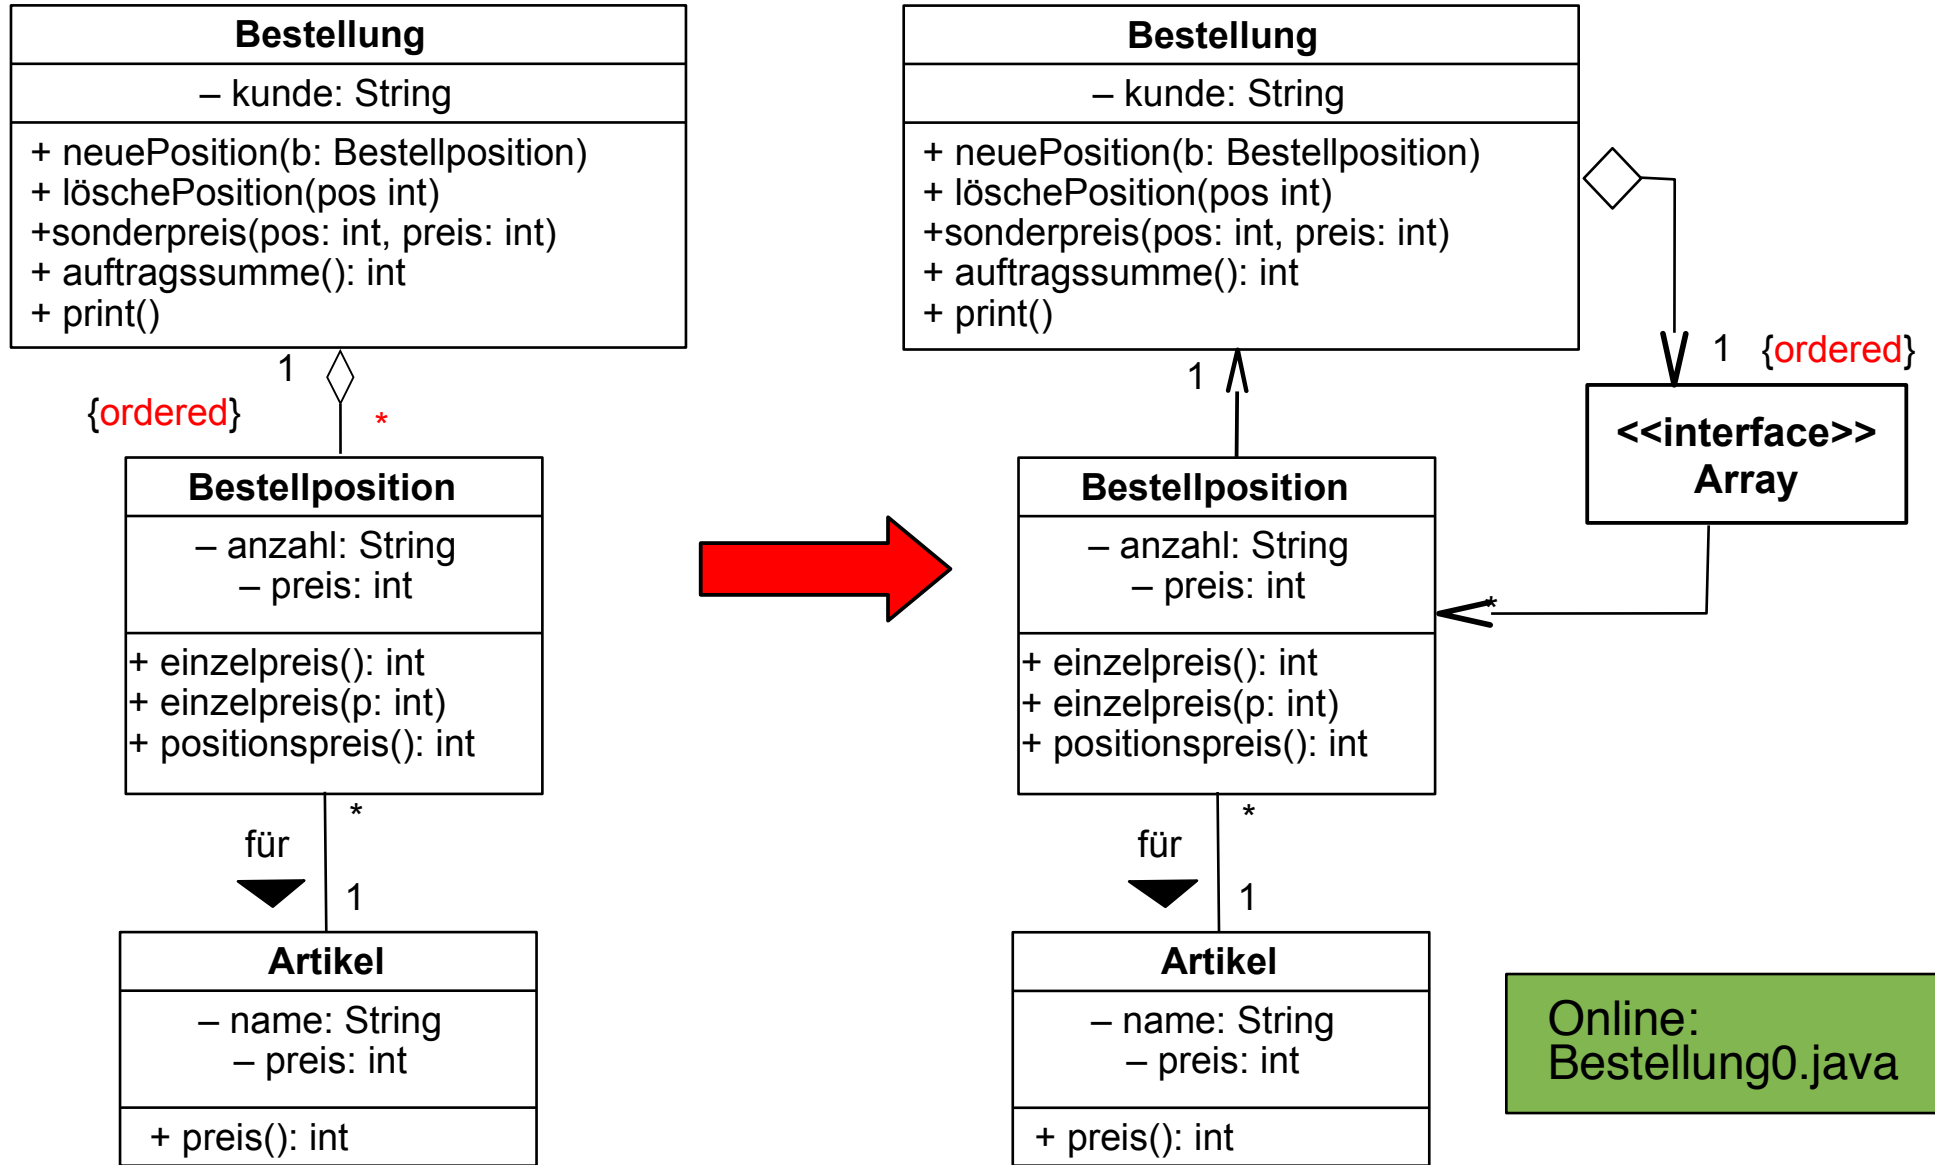 Bestellung
– kunde: String
+ neuePosition(b: Bestellposition)
+ löschePosition(pos int)
+sonderpreis(pos: int, preis: int)
+ auftragssumme(): int
+ print()
1
{ordered}
*
Bestellposition
– anzahl: String
– preis: int
+ einzelpreis(): int
+ einzelpreis(p: int)
+ positionspreis(): int
*
für
1
Artikel
– name: String
– preis: int
+ preis(): int
Bestellung
– kunde: String
+ neuePosition(b: Bestellposition)
+ löschePosition(pos int)
+sonderpreis(pos: int, preis: int)
+ auftragssumme(): int
+ print()
1 {ordered}
1
<<interface>>
Array
Bestellposition
– anzahl: String
– preis: int
*
+ einzelpreis(): int
+ einzelpreis(p: int)
+ positionspreis(): int
*
für
1
Artikel
– name: String
– preis: int
+ preis(): int
Online:
Bestellung0.java